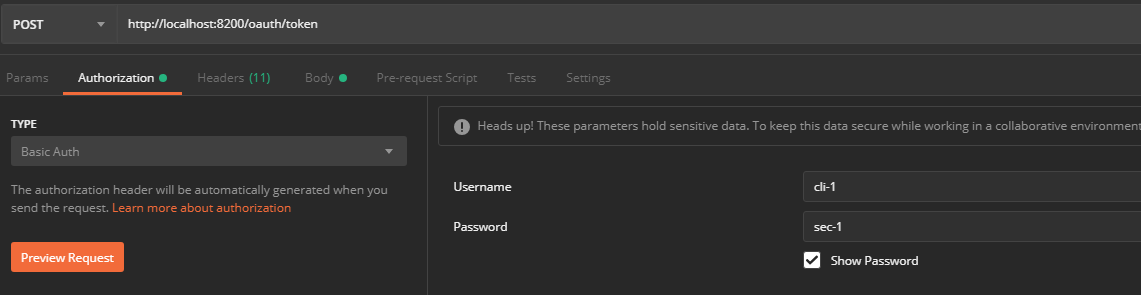 POST http://localhost:8200/oauth/token
Params Authorization Headers (11) Body Pre-request Script Tests Settings
TYPE
Basic Auth
The authorization header will be automatically generated when you
send the request. Learn more about authorization
Preview Request
Heads up! These parameters hold sensitive data. To keep this data secure while working in a collaborative environment
Username cli-1
Password sec-1
Show Password